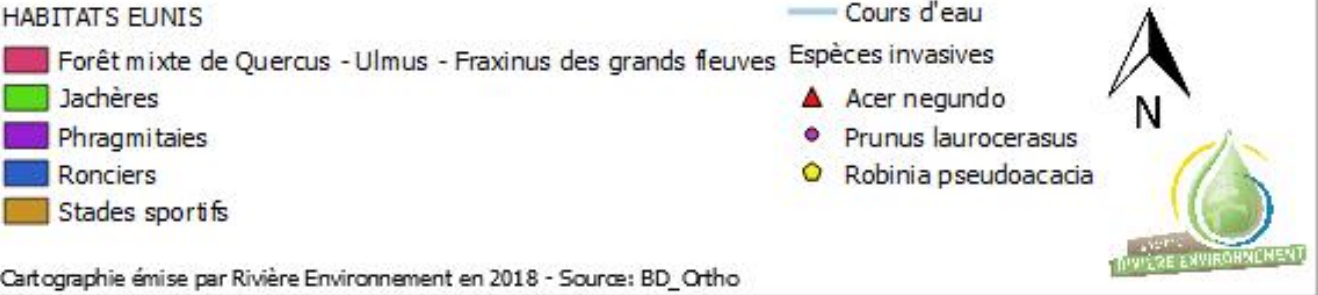 HABITATS EUNIS
Forêt mixte de Quercus - Ulmus - Fraxinus des grands fleuves
Jachères
Phragmitaies
Ronciers
Stades sportifs
Cours d'eau
Espèces invasives
Acer negundo
Prunus laurocerasus
Robinia pseudoacacia
N
RIVIÈRE ENVIRONNEMENT
Cartographie émise par Rivière Environnement en 2018 - Source: BD_Ortho